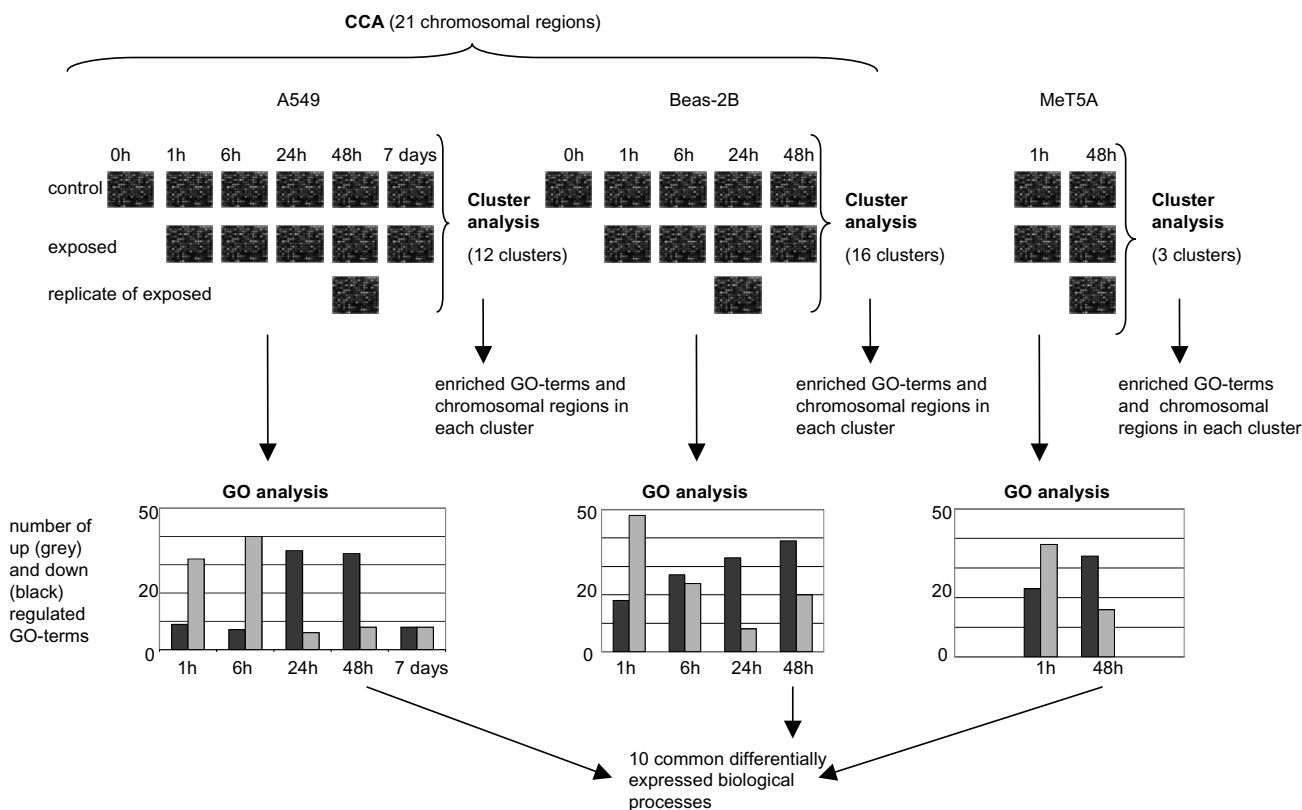 CCA (21 chromosomal regions)
A549
Beas-2B
MeT5A
0h 1h 6h 24h 48h 7 days
0h 1h 6h 24h 48h
1h 48h
control
exposed
replicate of exposed
Cluster
analysis
(12 clusters)
Cluster
analysis
(16 clusters)
Cluster
analysis
(3 clusters)
enriched GO-terms and
chromosomal regions in
each cluster
enriched GO-terms and
chromosomal regions in
each cluster
enriched GO-terms
and chromosomal
regions in each cluster
number of
up (grey)
and down
(black)
regulated
GO-terms
GO analysis
50
20
0
1h 6h 24h 48h 7 days
GO analysis
50
20
0
1h 6h 24h 48h
GO analysis
50
20
0
1h 48h
10 common differentially
expressed biological
processes